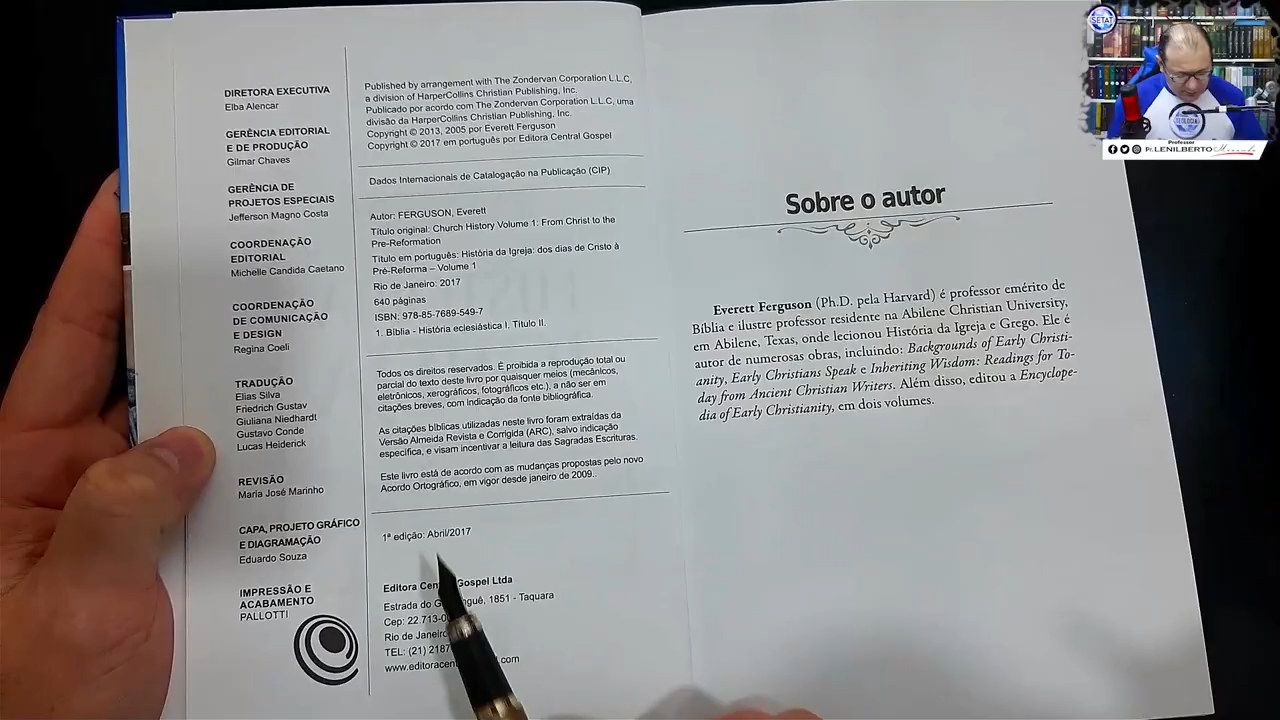 DIRETORA EXECUTIVA
Elba Alencar
GERÊNCIA EDITORIAL
E DE PRODUÇÃO
Gilmar Chaves
GERÊNCIA DE
PROJETOS ESPECIAIS
Jefferson Magno Costa
COORDENAÇÃO
EDITORIAL
Michelle Candida Caetano
COORDENAÇÃO
DE COMUNICAÇÃO
E DESIGN
Regina Coeli
TRADUÇÃO
Elias Silva
Friedrich Gustav
Giuliana Niedhardt
Gustavo Conde
Lucas Heiderick
REVISÃO
Maria José Marinho
CAPA, PROJETO GRÁFICO
E DIAGRAMAÇÃO
Eduardo Souza
IMPRESSÃO E
ACABAMENTO
PALLOTTI
Published by arrangement with The Zondervan Corporation L.L.C,
a division of HarperCollins Christian Publishing, Inc.
Publicado por acordo com The Zondervan Corporation L.L.C, uma
divisão da HarperCollins Christian Publishing, Inc.
Copyright © 2013, 2005 por Everett Ferguson
Copyright © 2017 em português por Editora Central Gospel
Dados Internacionais de Catalogação na Publicação (CIP)
Autor: FERGUSON, Everett
Título original: Church History Volume 1: From Christ to the
Pre-Reformation
Título em português: História da Igreja: dos dias de Cristo à
Pré-Reforma – Volume 1
Rio de Janeiro: 2017
640 páginas
ISBN: 978-85-7689-549-7
1. Bíblia - História eclesiástica I. Título II.
Todos os direitos reservados. É proibida a reprodução total ou
parcial do texto deste livro por quaisquer meios (mecânicos,
eletrônicos, xerográficos, fotográficos etc.), a não ser em
citações breves, com indicação da fonte bibliográfica.
As citações bíblicas utilizadas neste livro foram extraídas da
Versão Almeida Revista e Corrigida (ARC), salvo indicação
específica, e visam incentivar a leitura das Sagradas Escrituras.
Este livro está de acordo com as mudanças propostas pelo novo
Acordo Ortográfico, em vigor desde janeiro de 2009..
1ª edição: Abril/2017
Editora Gospel Ltda
Estrada do 1851 - Taquara
Cep:
Rio de Janeiro
TEL: (21)
Sobre o autor
Everett Ferguson (Ph.D. pela Harvard) é professor emérito de
Bíblia e ilustre professor residente na Abilene Christian University,
em Abilene, Texas, onde lecionou História da Igreja e Grego. Ele é
autor de numerosas obras, incluindo: Backgrounds of Early Christi-
anity, Early Christians Speak e Inheriting Wisdom: Readings for To-
day from Ancient Christian Writers. Além disso, editou a Encyclope-
dia of Early Christianity, em dois volumes.
SETAT
TEOLOGIA
Professor
Pr. LENILBERTO Miranda